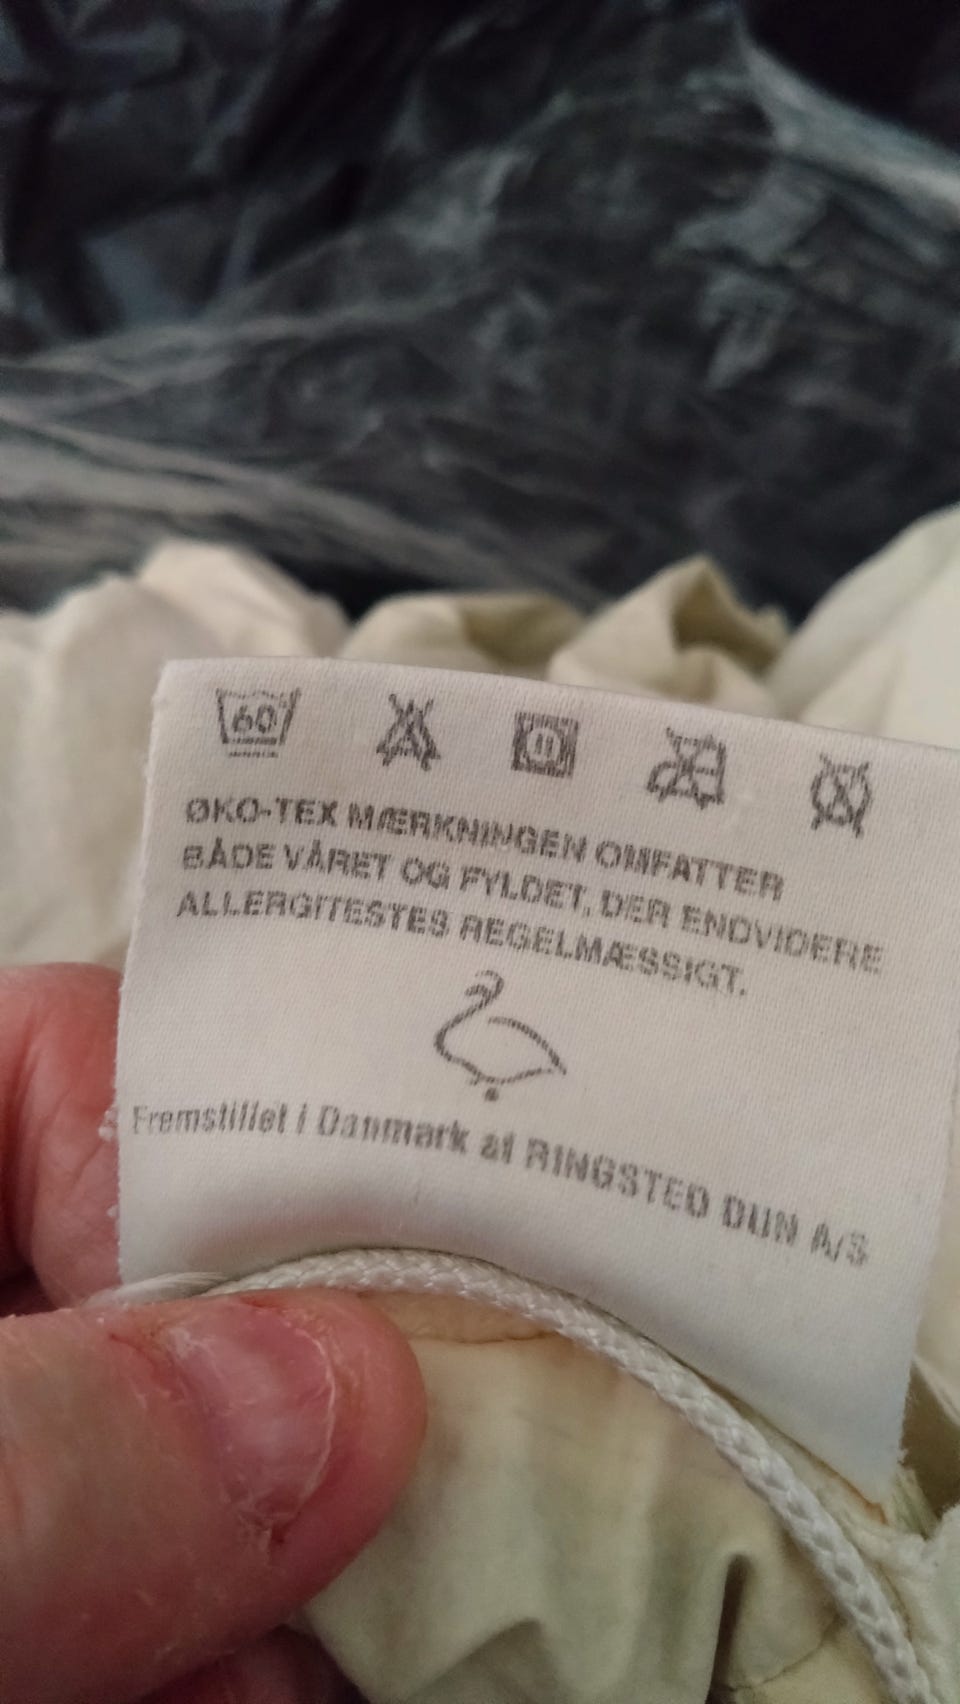 60°
ØKO-TEX MÆRKNINGEN OMFATTER
BÅDE VÅRET OG FYLDET, DER ENDVIDERE
ALLERGITESTES REGELMÆSSIGT.
Fremstillet i Danmark af RINGSTED DUN A/S